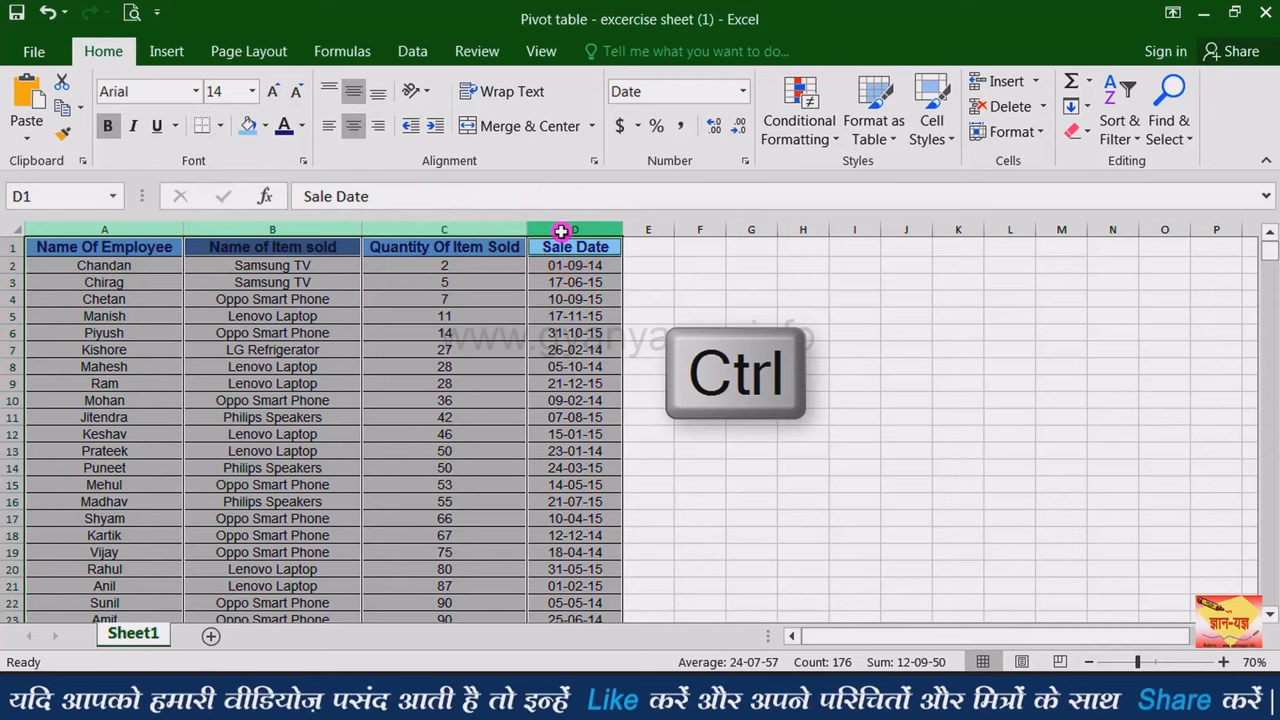 Pivot table - excercise sheet (1) - Excel
File Home Insert Page Layout Formulas Data Review View Tell me what you want to do... Sign in Share
Arial 14 Wrap Text Date Insert
Paste B I U Merge & Center $ % , Conditional Formatting Format as Table Cell Styles Delete Format Sort & Filter Find & Select
Clipboard Font Alignment Number Styles Cells Editing
D1 fx Sale Date
A B C D E F G H I J K L M N O P
1 Name Of Employee Name of Item sold Quantity Of Item Sold Sale Date
2 Chandan Samsung TV 2 01-09-14
3 Chirag Samsung TV 5 17-06-15
4 Chetan Oppo Smart Phone 7 10-09-15
5 Manish Lenovo Laptop 11 17-11-15
6 Piyush Oppo Smart Phone 14 31-10-15
7 Kishore LG Refrigerator 27 26-02-14
8 Mahesh Lenovo Laptop 28 05-10-14
9 Ram Lenovo Laptop 28 21-12-15
10 Mohan Oppo Smart Phone 36 09-02-14
11 Jitendra Philips Speakers 42 07-08-15
12 Keshav Lenovo Laptop 46 15-01-15
13 Prateek Lenovo Laptop 50 23-01-14
14 Puneet Philips Speakers 50 24-03-15
15 Mehul Oppo Smart Phone 53 14-05-15
16 Madhav Philips Speakers 55 21-07-15
17 Shyam Oppo Smart Phone 66 10-04-15
18 Kartik Oppo Smart Phone 67 12-12-14
19 Vijay Oppo Smart Phone 75 18-04-14
20 Rahul Lenovo Laptop 80 31-05-15
21 Anil Lenovo Laptop 87 01-02-15
22 Sunil Oppo Smart Phone 90 05-05-14
23 Amit Oppo Smart Phone 90 25-06-14
Ctrl
ज्ञान-यज्ञ
Sheet1
Ready Average: 24-07-57 Count: 176 Sum: 12-09-50 70%
यदि आपको हमारी वीडियोज़ पसंद आती है तो इन्हें Like करें और अपने परिचितों और मित्रों के साथ Share करें |